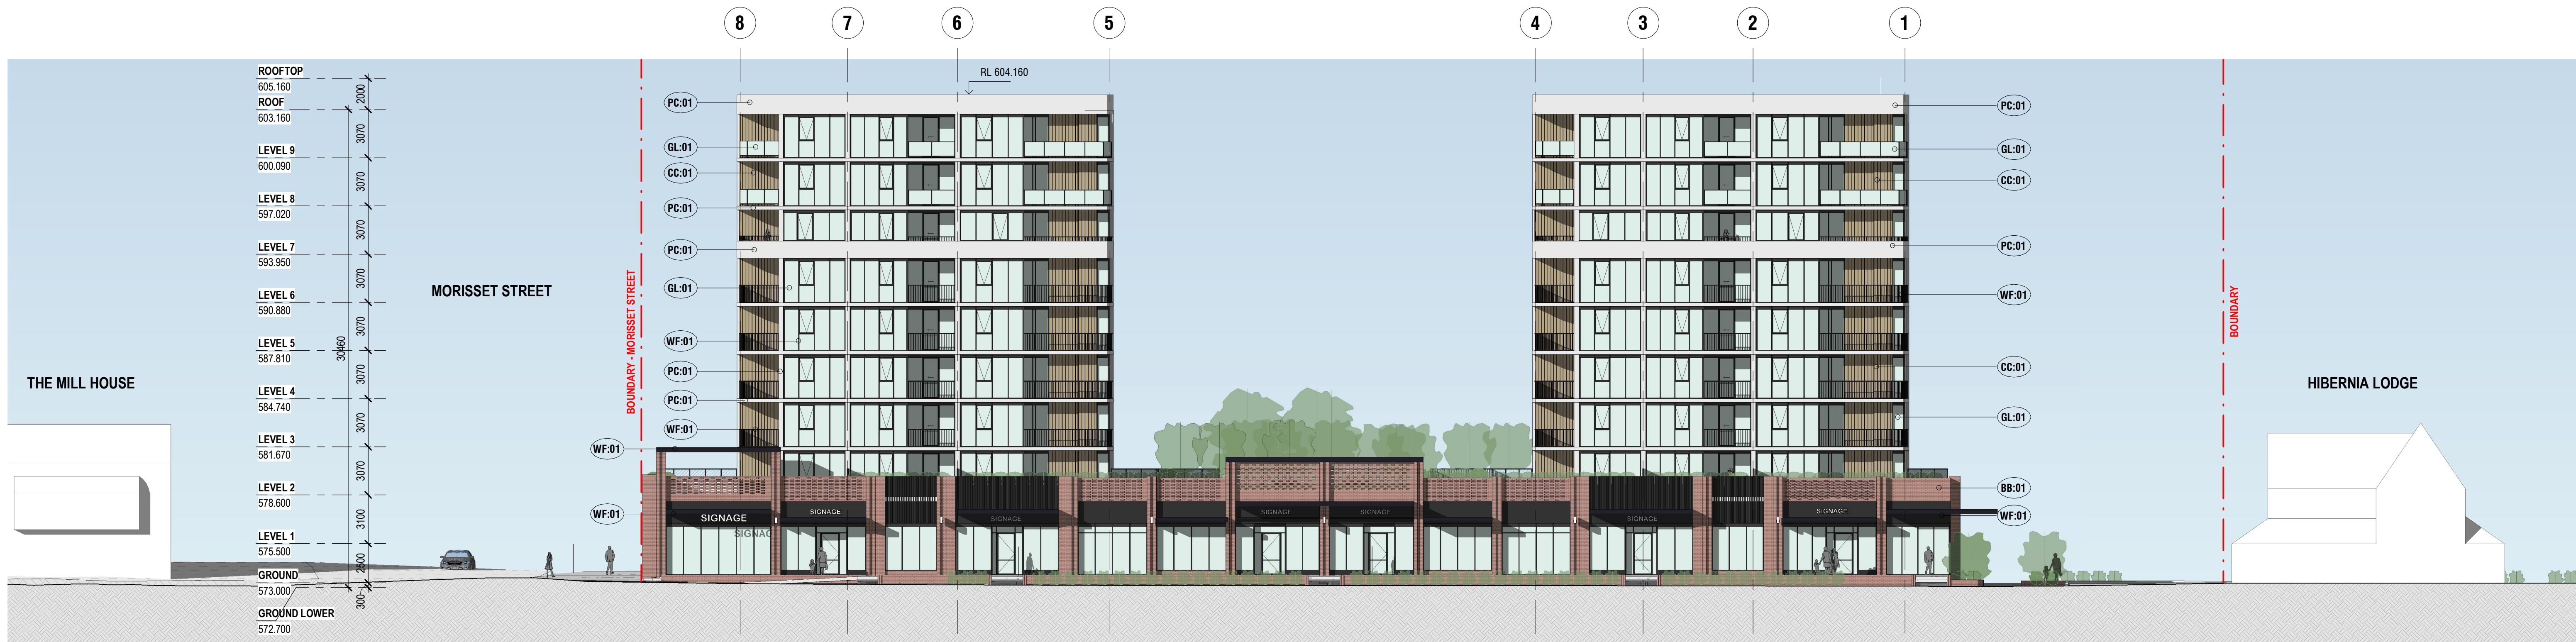 8 7 6 5 4 3 2 1
RL 604.160
ROOFTOP
605.160
2000
ROOF
603.160
3070
LEVEL 9
600.090
3070
LEVEL 8
597.020
3070
LEVEL 7
593.950
3070
LEVEL 6
590.880
3070
LEVEL 5
587.810
30460
3070
LEVEL 4
584.740
3070
LEVEL 3
581.670
3070
LEVEL 2
578.600
3100
LEVEL 1
575.500
2500
GROUND
573.000
300
GROUND LOWER
572.700
THE MILL HOUSE
MORISSET STREET
BOUNDARY - MORISSET STREET
PC:01
GL:01
CC:01
PC:01
PC:01
GL:01
WF:01
PC:01
PC:01
WF:01
WF:01
WF:01
SIGNAGE
SIGNAG
SIGNAGE
SIGNAGE
SIGNAGE
SIGNAGE
SIGNAGE
SIGNAGE
PC:01
GL:01
CC:01
PC:01
WF:01
CC:01
GL:01
BB:01
WF:01
BOUNDARY
HIBERNIA LODGE